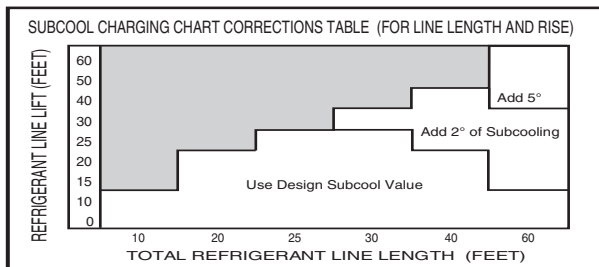 SUBCOOL CHARGING CHART CORRECTIONS TABLE (FOR LINE LENGTH AND RISE)
REFRIGERANT LINE LIFT (FEET)
60
50
40
30
25
20
15
10
0
Add 5°
Add 2° of Subcooling
Use Design Subcool Value
10 20 25 30 40 60
TOTAL REFRIGERANT LINE LENGTH (FEET)